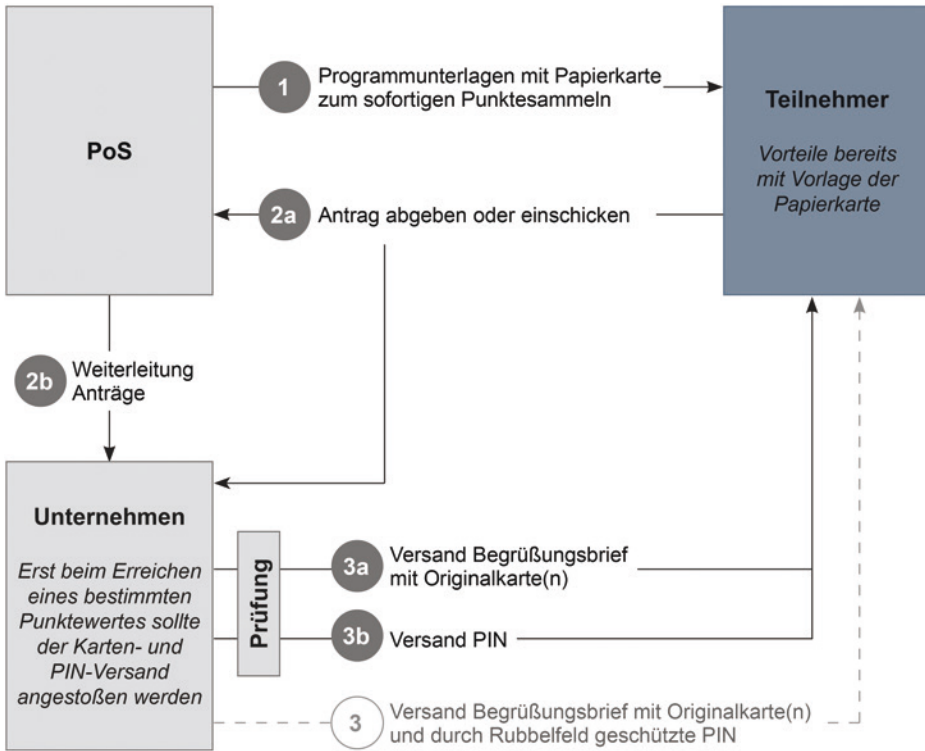 PoS
1
Programmunterlagen mit Papierkarte
zum sofortigen Punktesammeln
Teilnehmer
Vorteile bereits
mit Vorlage der
Papierkarte
2a
Antrag abgeben oder einschicken
2b
Weiterleitung
Anträge
Unternehmen
Erst beim Erreichen
eines bestimmten
Punktewertes sollte
der Karten- und
PIN-Versand
angestoßen werden
Prüfung
3a
Versand Begrüßungsbrief
mit Originalkarte(n)
3b
Versand PIN
3
Versand Begrüßungsbrief mit Originalkarte(n)
und durch Rubbelfeld geschützte PIN